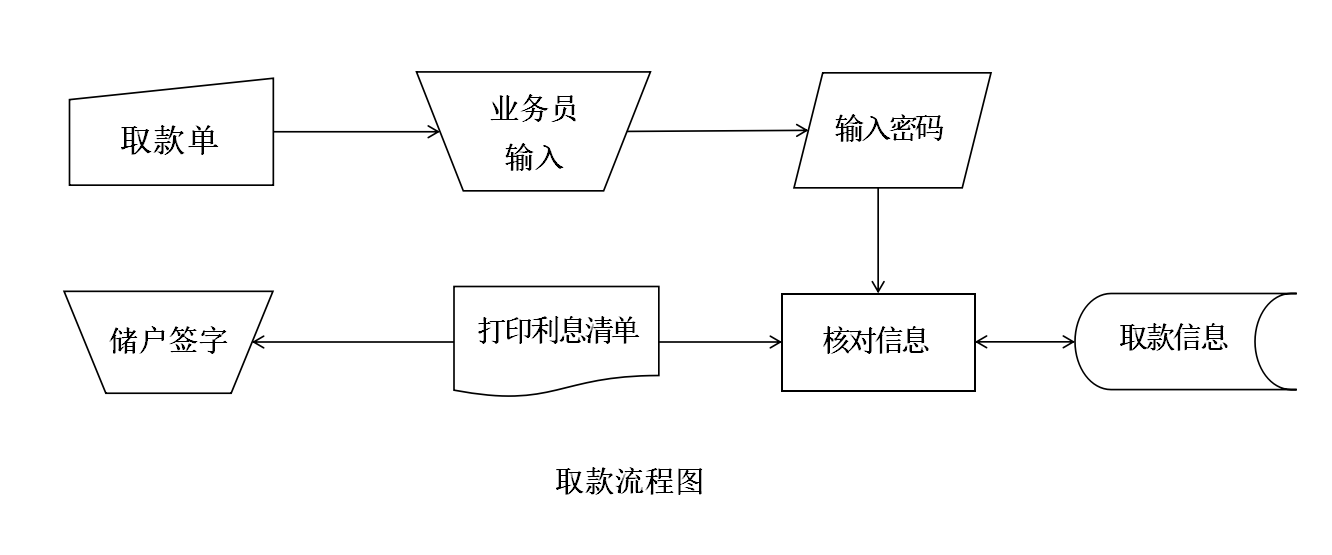 取款单
业务员
输入
输入密码
储户签字
打印利息清单
核对信息
取款信息
取款流程图